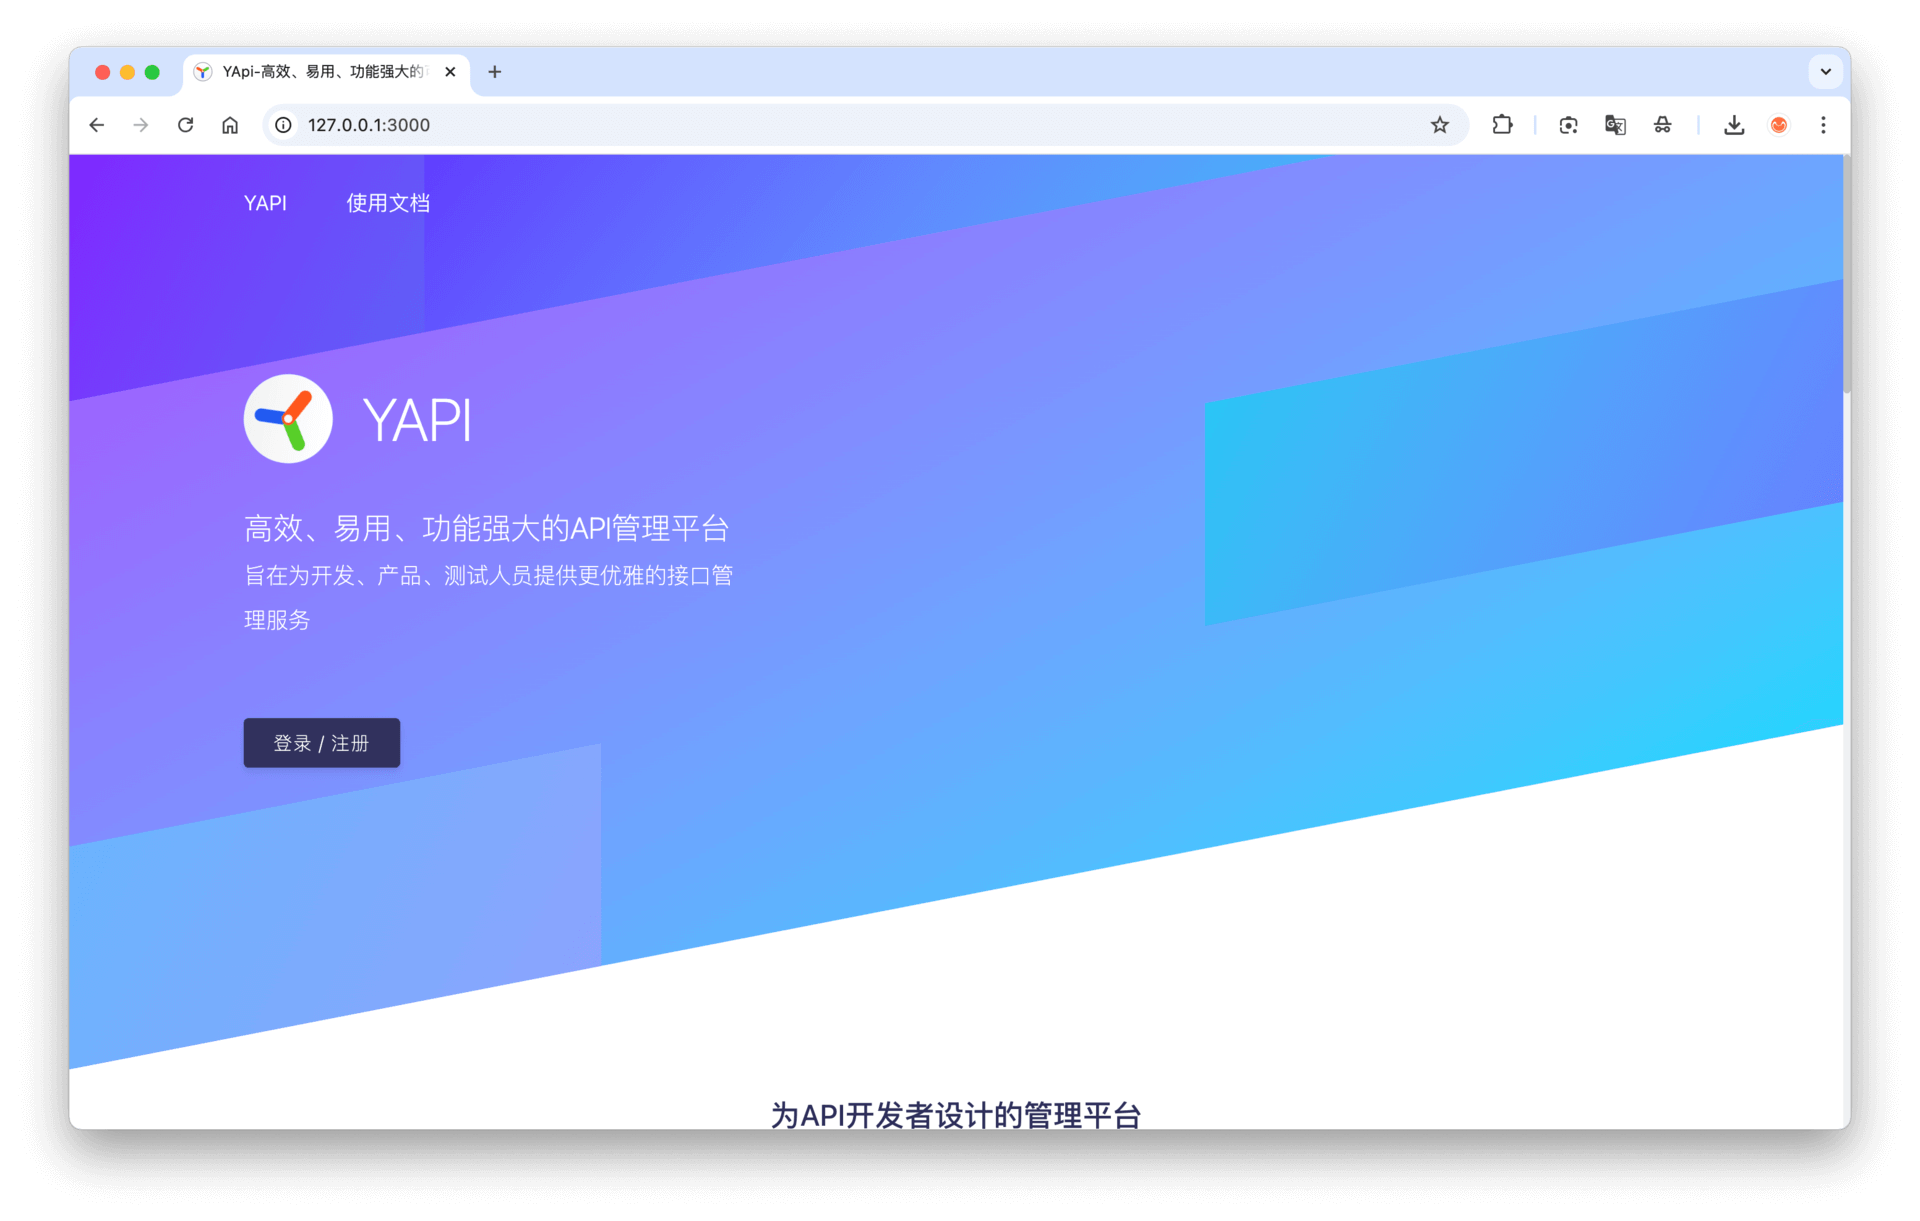 YApi-高效、易用、功能强大的
127.0.0.1:3000
YAPI 使用文档
YAPI
高效、易用、功能强大的API管理平台
旨在为开发、产品、测试人员提供更优雅的接口管
理服务
登录 / 注册
为API开发者设计的管理平台